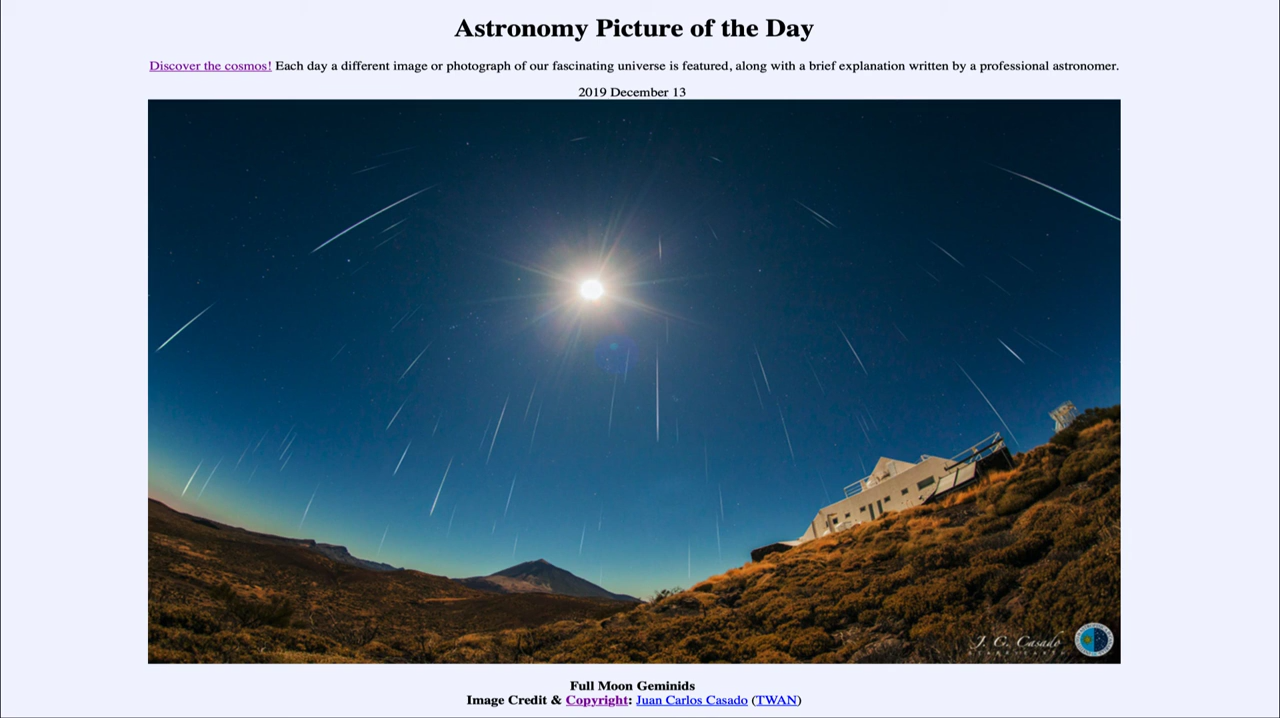 Astronomy Picture of the Day
Discover the cosmos! Each day a different image or photograph of our fascinating universe is featured, along with a brief explanation written by a professional astronomer.
2019 December 13
J. C. Casado
Full Moon Geminids
Image Credit & Copyright: Juan Carlos Casado (TWAN)